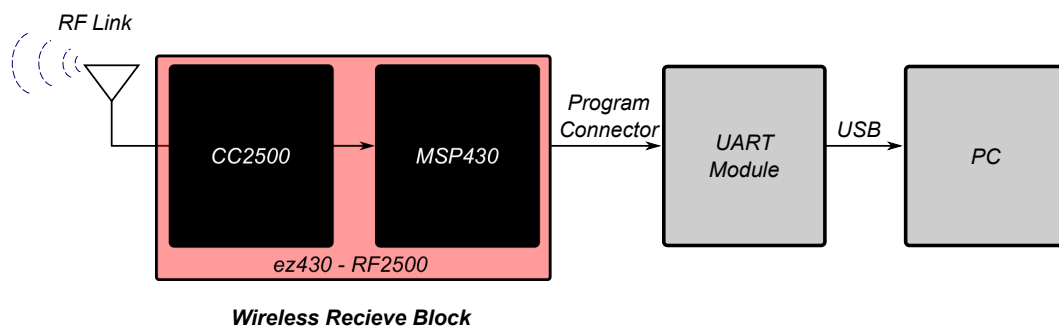 RF Link
CC2500
MSP430
ez430 - RF2500
Program
Connector
UART
Module
USB
PC
Wireless Recieve Block